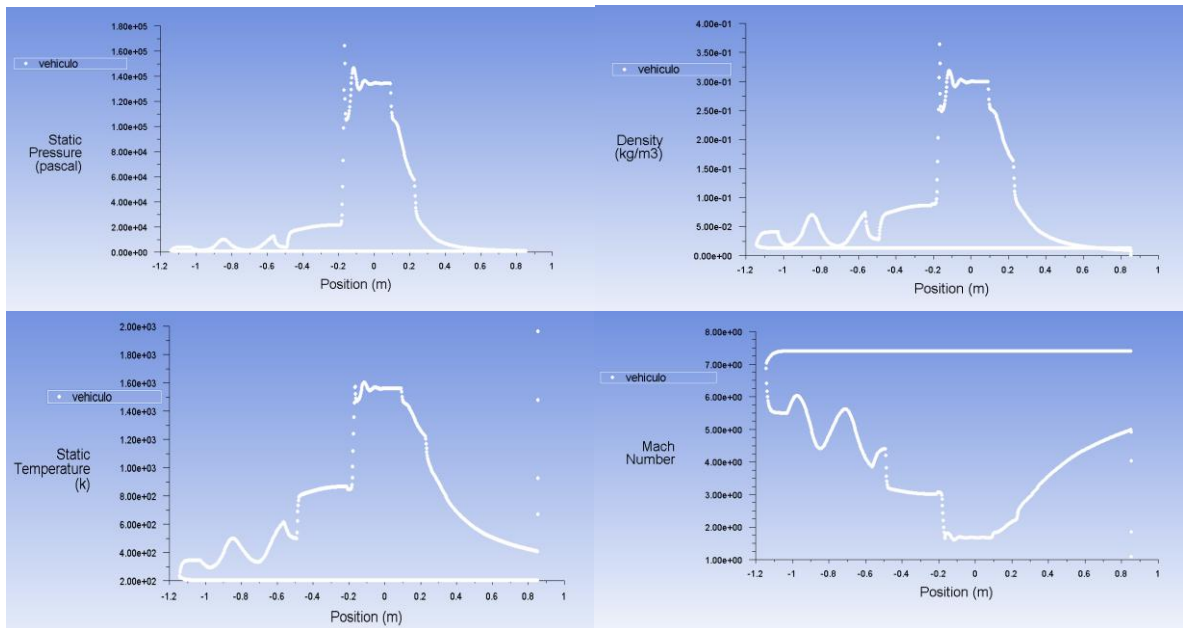 1.80e+05
1.60e+05
1.40e+05
1.20e+05
1.00e+05
8.00e+04
6.00e+04
4.00e+04
2.00e+04
0.00e+00
vehiculo
Static
Pressure
(pascal)
-1.2 -1 -0.8 -0.6 -0.4 -0.2 0 0.2 0.4 0.6 0.8 1
Position (m)
4.00e-01
3.50e-01
3.00e-01
2.50e-01
2.00e-01
1.50e-01
1.00e-01
5.00e-02
0.00e+00
vehiculo
Density
(kg/m3)
-1.2 -1 -0.8 -0.6 -0.4 -0.2 0 0.2 0.4 0.6 0.8 1
Position (m)
2.00e+03
1.80e+03
1.60e+03
1.40e+03
1.20e+03
1.00e+03
8.00e+02
6.00e+02
4.00e+02
2.00e+02
vehiculo
Static
Temperature
(k)
-1.2 -1 -0.8 -0.6 -0.4 -0.2 0 0.2 0.4 0.6 0.8 1
Position (m)
8.00e+00
7.00e+00
6.00e+00
5.00e+00
4.00e+00
3.00e+00
2.00e+00
1.00e+00
vehiculo
Mach
Number
-1.2 -1 -0.8 -0.6 -0.4 -0.2 0 0.2 0.4 0.6 0.8 1
Position (m)